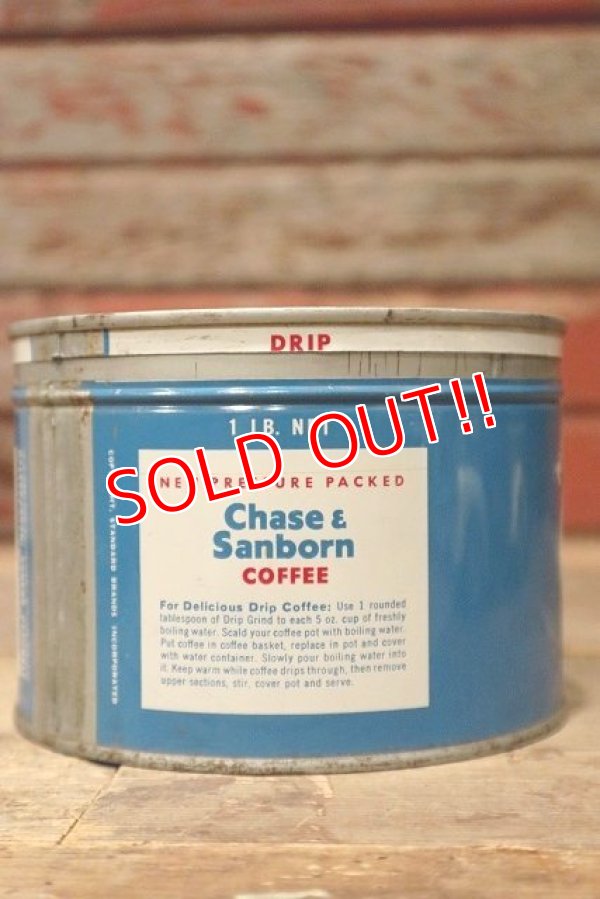 DRIP
1 LB. NET
SOLD OUT!!
NEW PRESSURE PACKED
Chase &
Sanborn
COFFEE
For Delicious Drip Coffee: Use 1 rounded
tablespoon of Drip Grind to each 5 oz. cup of freshly
boiling water. Scald your coffee pot with boiling water.
Put coffee in coffee basket, replace in pot and cover
with water container. Slowly pour boiling water into
it. Keep warm while coffee drips through, then remove
upper sections, stir, cover pot and serve.
COPYRIGHT, STANDARD BRANDS INCORPORATED